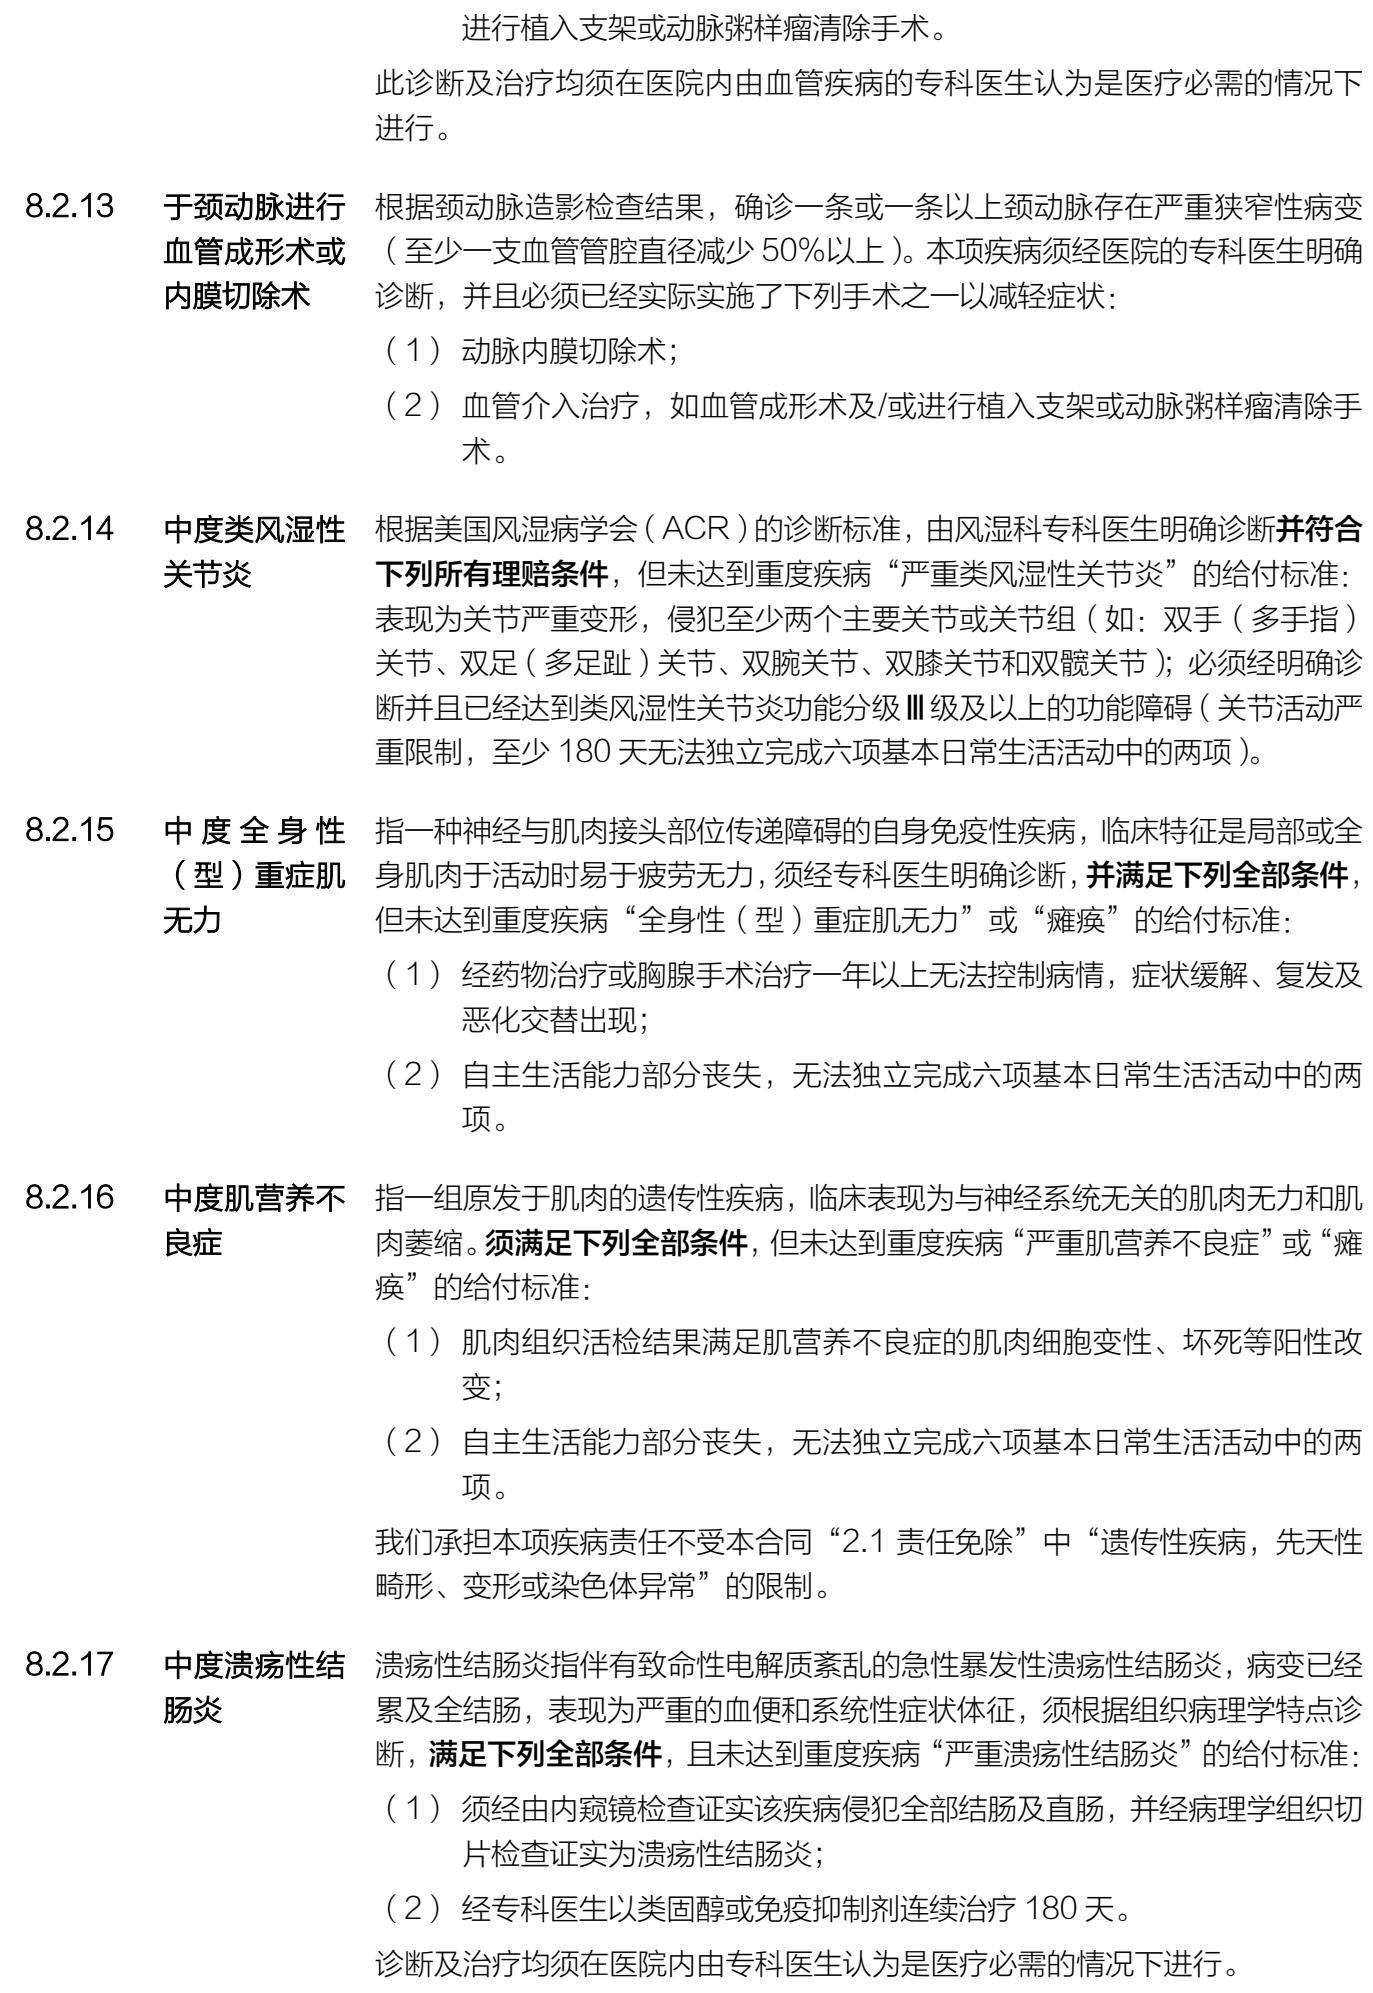 进行植入支架或动脉粥样瘤清除手术。
此诊断及治疗均须在医院内由血管疾病的专科医生认为是医疗必需的情况下
进行。
8.2.13 于颈动脉进行 根据颈动脉造影检查结果，确诊一条或一条以上颈动脉存在严重狭窄性病变
血管成形术或 （至少一支血管管腔直径减少 50%以上）。本项疾病须经医院的专科医生明确
内膜切除术 诊断，并且必须已经实际实施了下列手术之一以减轻症状：
（1） 动脉内膜切除术；
（2） 血管介入治疗，如血管成形术及/或进行植入支架或动脉粥样瘤清除手
术。
8.2.14 中度类风湿性 根据美国风湿病学会（ACR）的诊断标准，由风湿科专科医生明确诊断并符合
关节炎 下列所有理赔条件，但未达到重度疾病“严重类风湿性关节炎”的给付标准：
表现为关节严重变形，侵犯至少两个主要关节或关节组（如：双手（多手指）
关节、双足（多足趾）关节、双腕关节、双膝关节和双髋关节）；必须经明确诊
断并且已经达到类风湿性关节炎功能分级Ⅲ级及以上的功能障碍（关节活动严
重限制，至少 180 天无法独立完成六项基本日常生活活动中的两项）。
8.2.15 中度全身性 指一种神经与肌肉接头部位传递障碍的自身免疫性疾病，临床特征是局部或全
（型）重症肌 身肌肉于活动时易于疲劳无力，须经专科医生明确诊断，并满足下列全部条件，
无力 但未达到重度疾病“全身性（型）重症肌无力”或“瘫痪”的给付标准：
（1） 经药物治疗或胸腺手术治疗一年以上无法控制病情，症状缓解、复发及
恶化交替出现；
（2） 自主生活能力部分丧失，无法独立完成六项基本日常生活活动中的两
项。
8.2.16 中度肌营养不 指一组原发于肌肉的遗传性疾病，临床表现为与神经系统无关的肌肉无力和肌
良症 肉萎缩。须满足下列全部条件，但未达到重度疾病“严重肌营养不良症”或“瘫
痪”的给付标准：
（1） 肌肉组织活检结果满足肌营养不良症的肌肉细胞变性、坏死等阳性改
变；
（2） 自主生活能力部分丧失，无法独立完成六项基本日常生活活动中的两
项。
我们承担本项疾病责任不受本合同“2.1 责任免除”中“遗传性疾病，先天性
畸形、变形或染色体异常”的限制。
8.2.17 中度溃疡性结 溃疡性结肠炎指伴有致命性电解质紊乱的急性暴发性溃疡性结肠炎，病变已经
肠炎 累及全结肠，表现为严重的血便和系统性症状体征，须根据组织病理学特点诊
断，满足下列全部条件，且未达到重度疾病“严重溃疡性结肠炎”的给付标准：
（1） 须经由内窥镜检查证实该疾病侵犯全部结肠及直肠，并经病理学组织切
片检查证实为溃疡性结肠炎；
（2） 经专科医生以类固醇或免疫抑制剂连续治疗 180 天。
诊断及治疗均须在医院内由专科医生认为是医疗必需的情况下进行。